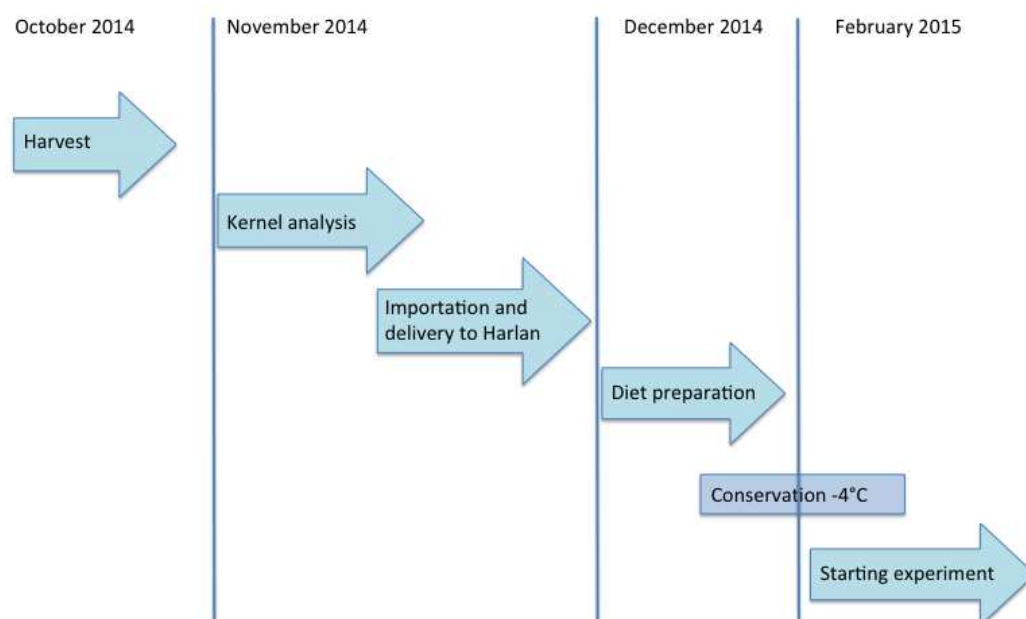 October 2014
November 2014
December 2014
February 2015
Harvest
Kernel analysis
Importation and
delivery to Harlan
Diet preparation
Conservation -4°C
Starting experiment